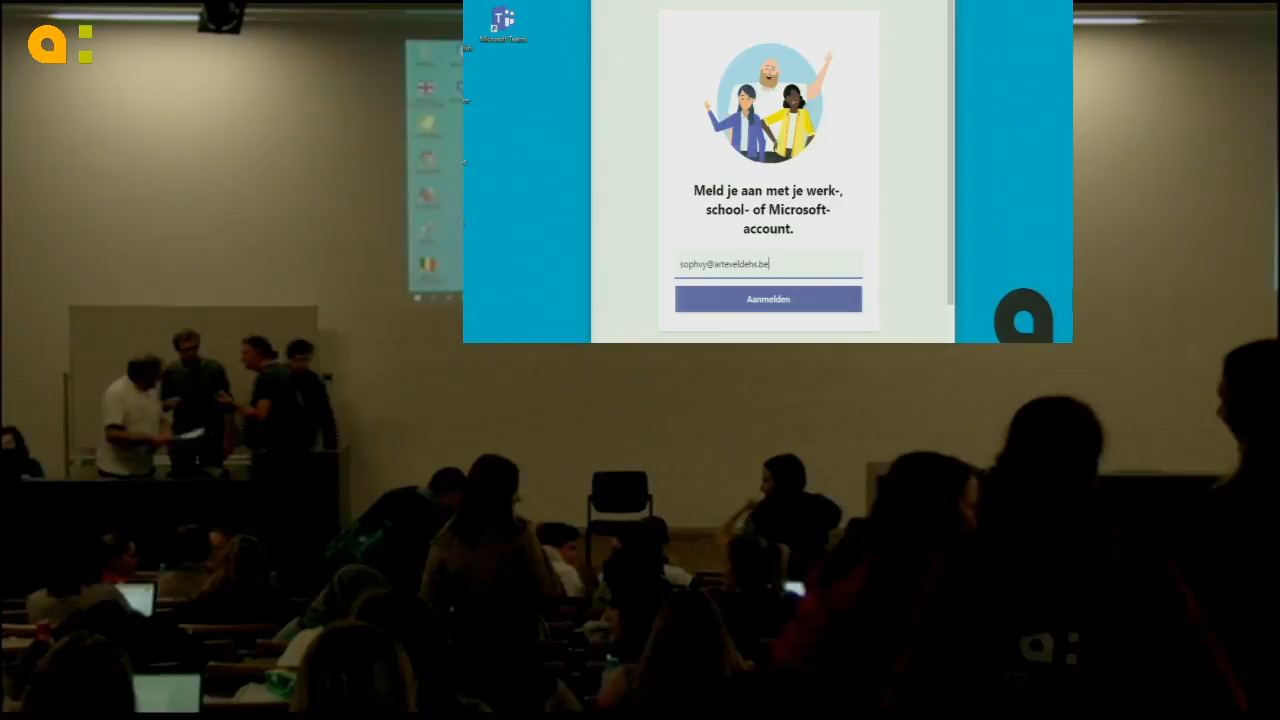 Microsoft Teams
Meld je aan met je werk-,
school- of Microsoft-
account.
sophvy@arteveldehs.be
Aanmelden